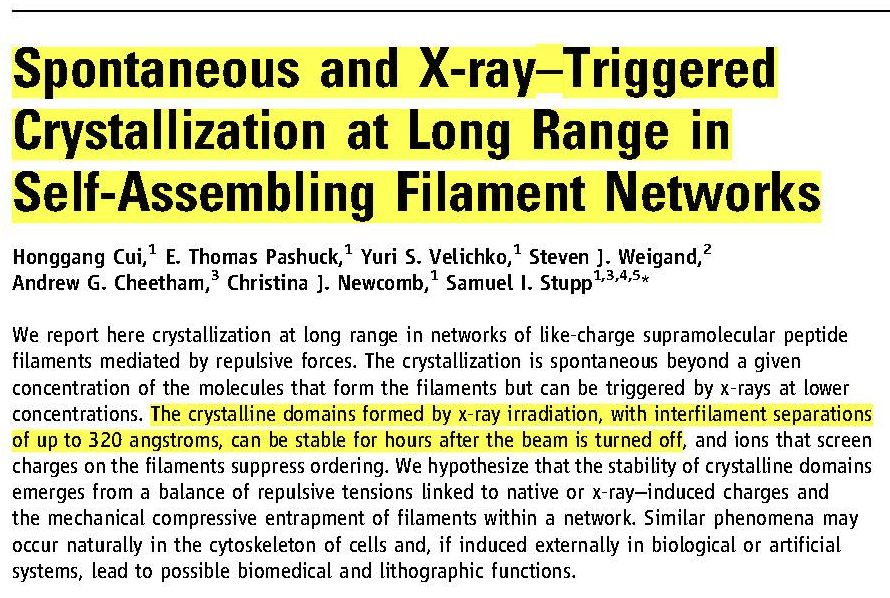 Spontaneous and X-ray–Triggered
Crystallization at Long Range in
Self-Assembling Filament Networks
Honggang Cui,¹ E. Thomas Pashuck,¹ Yuri S. Velichko,¹ Steven J. Weigand,²
Andrew G. Cheetham,³ Christina J. Newcomb,¹ Samuel I. Stupp¹,³,⁴,⁵*
We report here crystallization at long range in networks of like-charge supramolecular peptide
filaments mediated by repulsive forces. The crystallization is spontaneous beyond a given
concentration of the molecules that form the filaments but can be triggered by x-rays at lower
concentrations. The crystalline domains formed by x-ray irradiation, with interfilament separations
of up to 320 angstroms, can be stable for hours after the beam is turned off, and ions that screen
charges on the filaments suppress ordering. We hypothesize that the stability of crystalline domains
emerges from a balance of repulsive tensions linked to native or x-ray–induced charges and
the mechanical compressive entrapment of filaments within a network. Similar phenomena may
occur naturally in the cytoskeleton of cells and, if induced externally in biological or artificial
systems, lead to possible biomedical and lithographic functions.